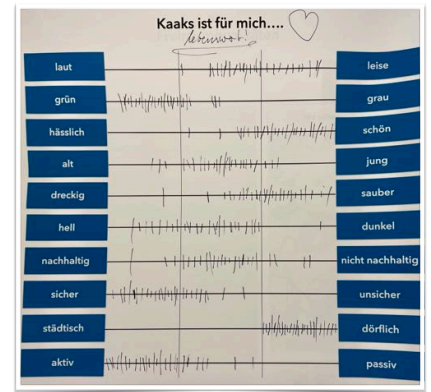 Kaaks ist für mich....
lebenswert!
laut leise
grün grau
hässlich schön
alt jung
dreckig sauber
hell dunkel
nachhaltig nicht nachhaltig
sicher unsicher
städtisch dörflich
aktiv passiv